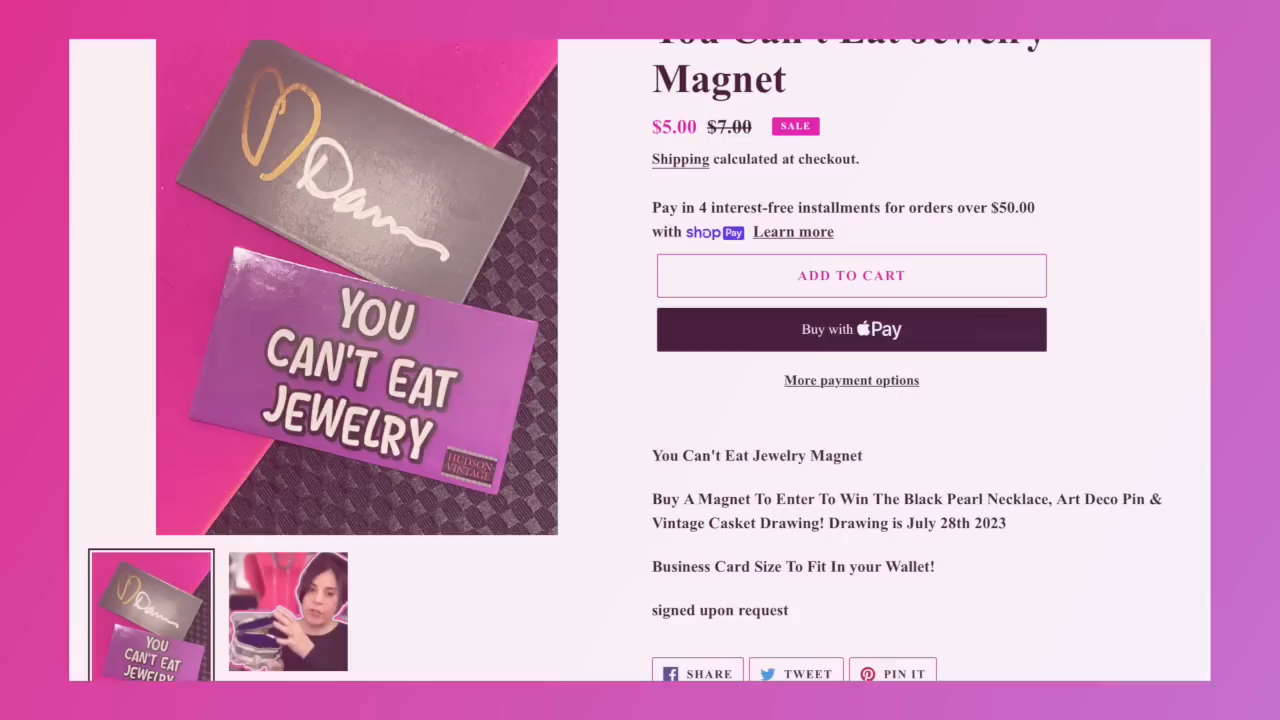 You Can't Eat Jewelry
Magnet
$5.00 $7.00 SALE
Shipping calculated at checkout.
Pay in 4 interest-free installments for orders over $50.00
with shop Pay Learn more
ADD TO CART
Buy with Pay
More payment options
You Can't Eat Jewelry Magnet
Buy A Magnet To Enter To Win The Black Pearl Necklace, Art Deco Pin &
Vintage Casket Drawing! Drawing is July 28th 2023
Business Card Size To Fit In your Wallet!
signed upon request
SHARE TWEET PIN IT
YOU
CAN'T EAT
JEWELRY
HUDSON
VINTAGE
YOU
CAN'T EAT
JEWELRY